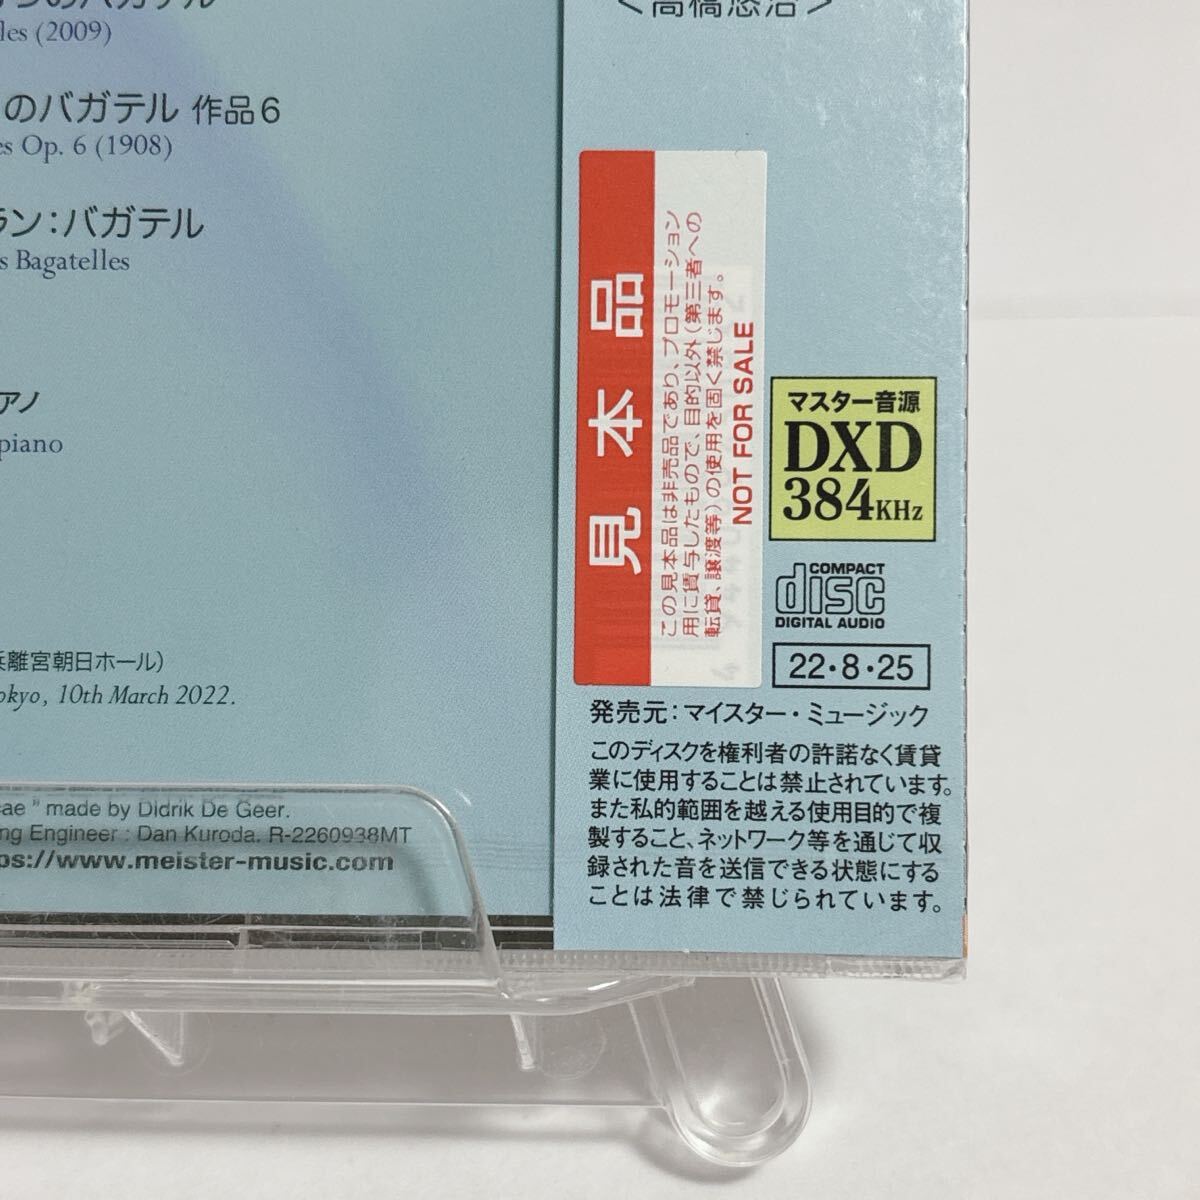 のバガテル
les (2009)
のバガテル 作品6
es Op. 6 (1908)
ラン:バガテル
s Bagatelles
アノ
piano
離宮朝日ホール)
okyo, 10th March 2022.
cae" made by Didrik De Geer.
ng Engineer : Dan Kuroda. R-2260938MT
ps://www.meister-music.com
<高橋悠治>
見本品
この見本品は非売品であり、プロモーション
用に貸与したもので、目的以外(第三者への
転貸、譲渡等)の使用を固く禁じます。
NOT FOR SALE
マスター音源
DXD
384KHz
COMPACT
disc
DIGITAL AUDIO
22・8・25
発売元:マイスター・ミュージック
このディスクを権利者の許諾なく賃貸
業に使用することは禁止されています。
また私的範囲を越える使用目的で複
製すること、ネットワーク等を通じて収
録された音を送信できる状態にする
ことは法律で禁じられています。